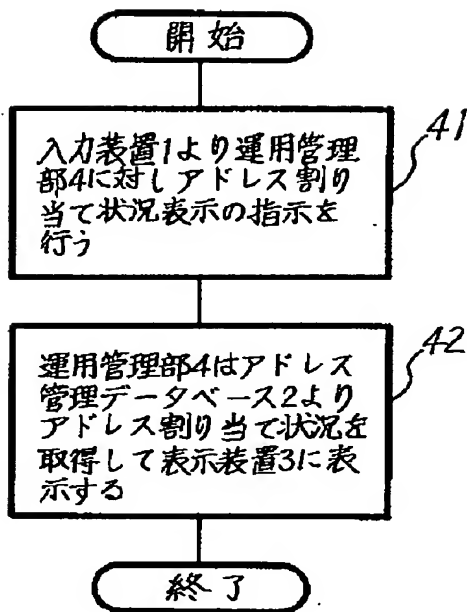 開始
41
入力装置1より運用管理
部4に対しアドレス割り
当て状況表示の指示を
行う
42
運用管理部4はアドレス
管理データベース2より
アドレス割り当て状況を
取得して表示装置3に表
示する
終了